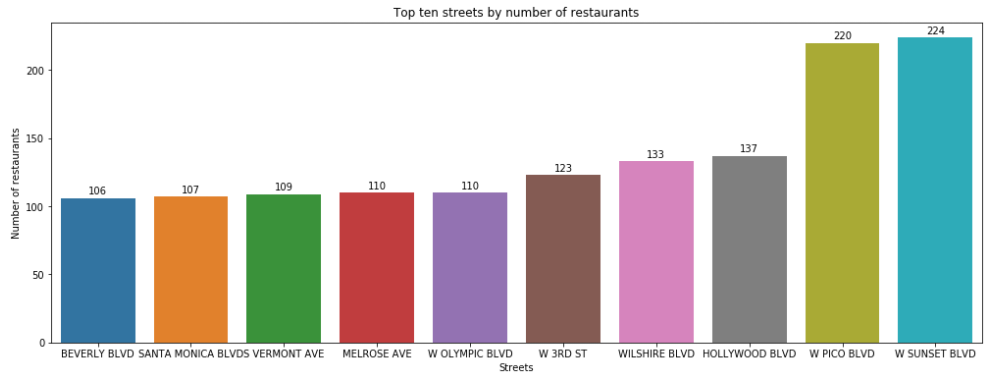 Top ten streets by number of restaurants
Number of restaurants
200
150
100
50
0
106
107
109
110
110
123
133
137
220
224
BEVERLY BLVD
SANTA MONICA BLVD
S VERMONT AVE
MELROSE AVE
W OLYMPIC BLVD
W 3RD ST
WILSHIRE BLVD
HOLLYWOOD BLVD
W PICO BLVD
W SUNSET BLVD
Streets